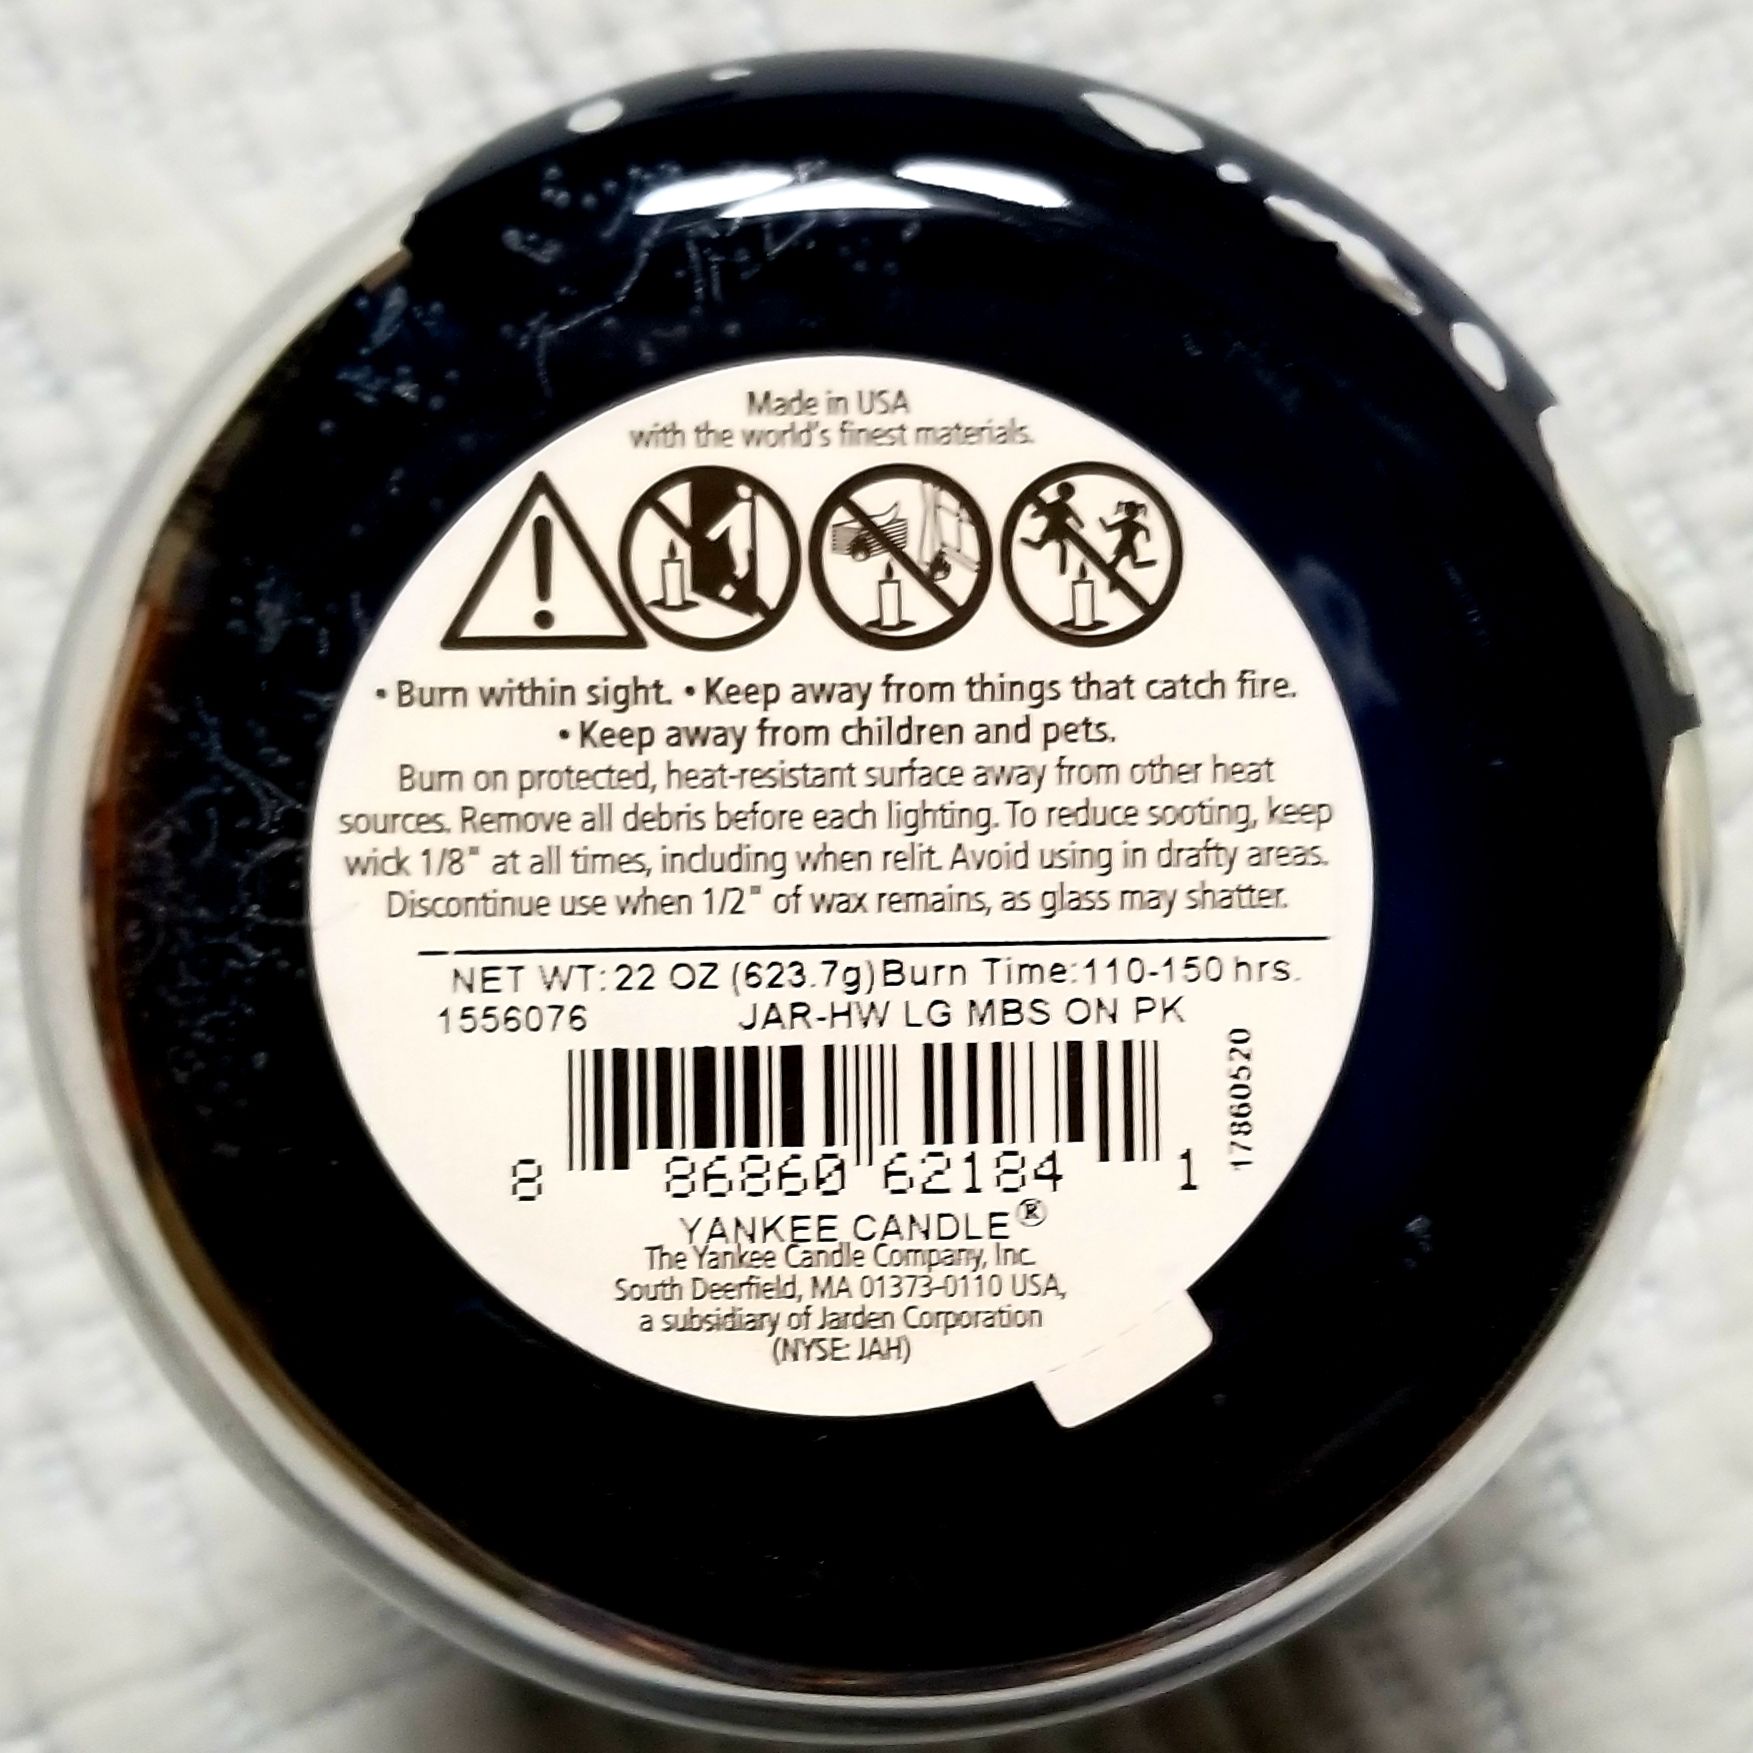 Made in USA
with the world's finest materials.
• Burn within sight. • Keep away from things that catch fire.
• Keep away from children and pets.
Burn on protected, heat-resistant surface away from other heat
sources. Remove all debris before each lighting. To reduce sooting, keep
wick 1/8" at all times, including when relit. Avoid using in drafty areas.
Discontinue use when 1/2" of wax remains, as glass may shatter.
NET WT: 22 OZ (623.7g) Burn Time: 110-150 hrs.
1556076 JAR-HW LG MBS ON PK
17860520
8 86860 62184 1
YANKEE CANDLE®
The Yankee Candle Company, Inc.
South Deerfield, MA 01373-0110 USA,
a subsidiary of Jarden Corporation
(NYSE: JAH)